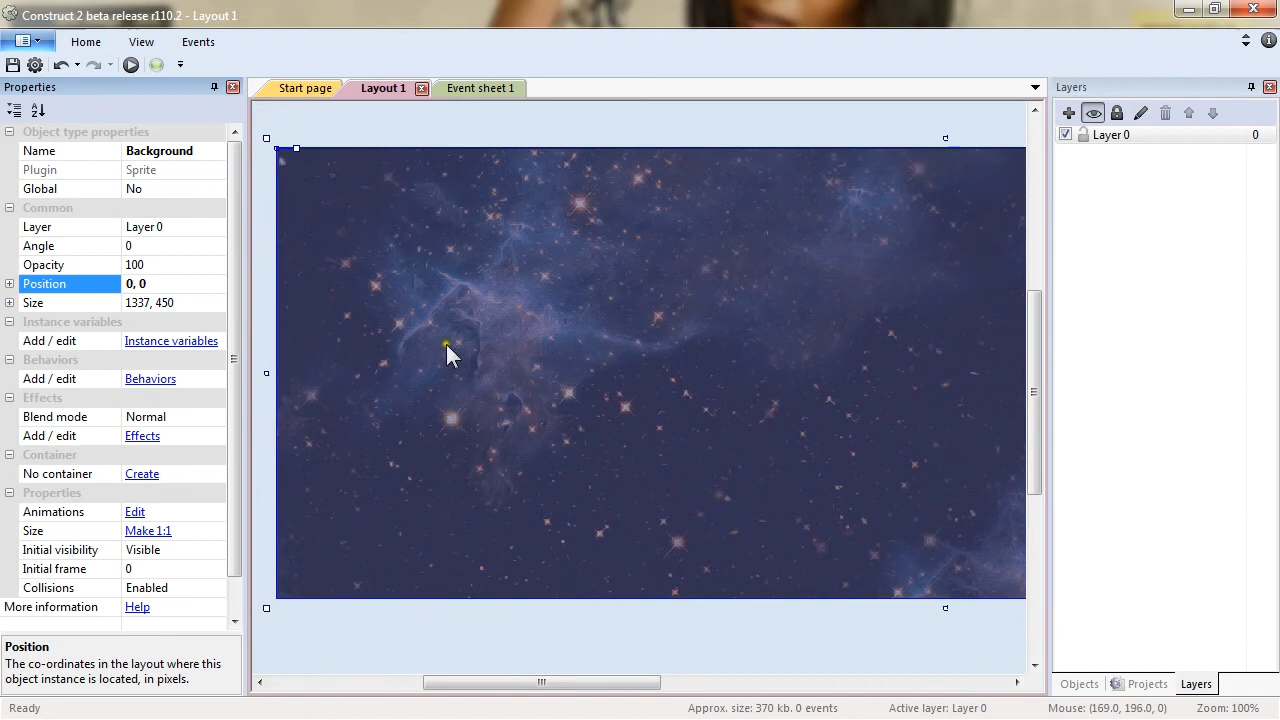 Construct 2 beta release r110.2 - Layout 1
Home View Events
Properties
Start page Layout 1 Event sheet 1
Layers
Layer 0 0
Object type properties
Name Background
Plugin Sprite
Global No
Common
Layer Layer 0
Angle 0
Opacity 100
Position 0, 0
Size 1337, 450
Instance variables
Add / edit Instance variables
Behaviors
Add / edit Behaviors
Effects
Blend mode Normal
Add / edit Effects
Container
No container Create
Properties
Animations Edit
Size Make 1:1
Initial visibility Visible
Initial frame 0
Collisions Enabled
More information Help
Position
The co-ordinates in the layout where this
object instance is located, in pixels.
Objects Projects Layers
Ready Approx. size: 370 kb. 0 events Active layer: Layer 0 Mouse: (169.0, 196.0, 0) Zoom: 100%